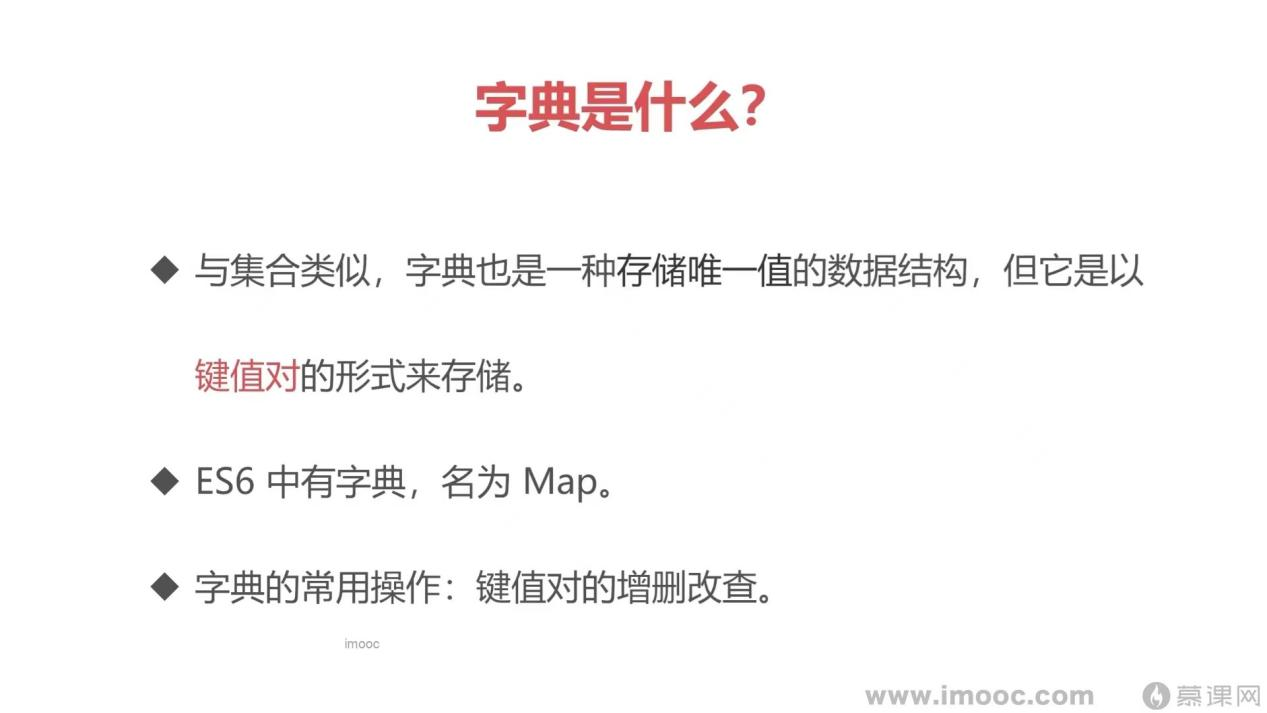 字典是什么？
◆ 与集合类似，字典也是一种存储唯一值的数据结构，但它是以
键值对的形式来存储。
◆ ES6 中有字典，名为 Map。
◆ 字典的常用操作：键值对的增删改查。
imooc
www.imooc.com 慕课网